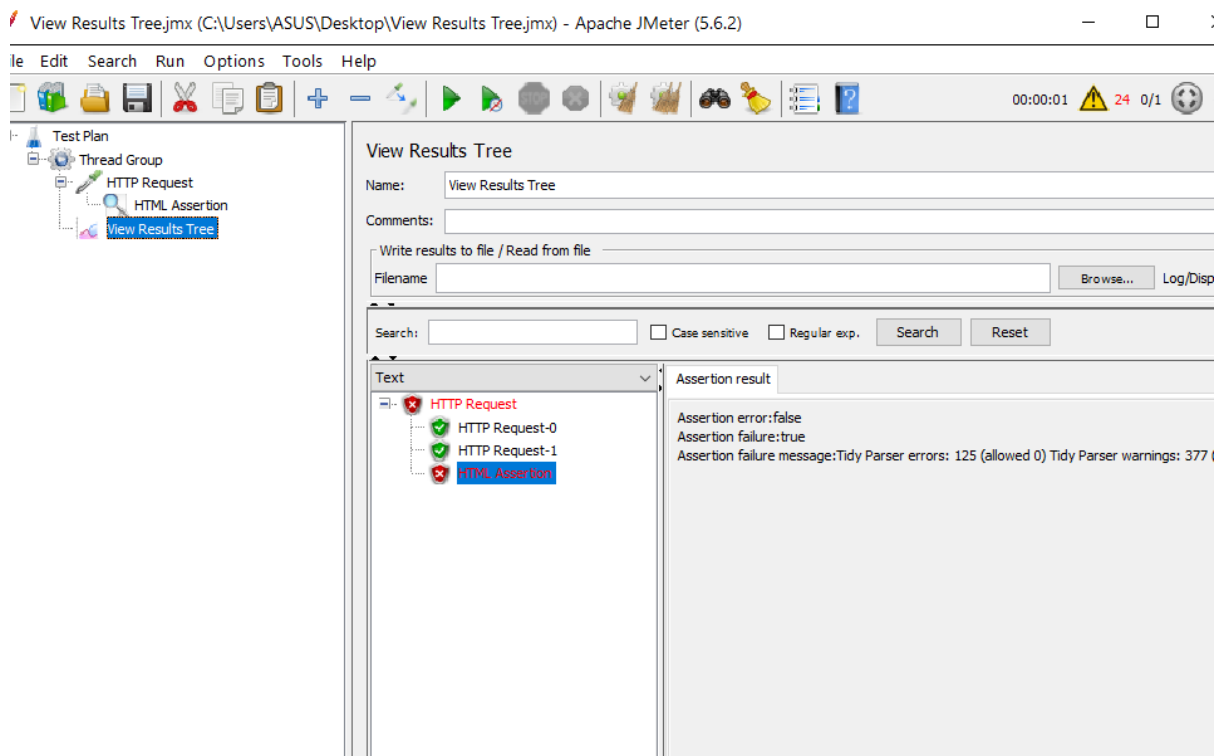 View Results Tree.jmx (C:\Users\ASUS\Desktop\View Results Tree.jmx) - Apache JMeter (5.6.2)
le Edit Search Run Options Tools Help
STOP ? 00:00:01 24 0/1
Test Plan
Thread Group
HTTP Request
HTML Assertion
View Results Tree
View Results Tree
Name: View Results Tree
Comments:
Write results to file / Read from file
Filename Browse... Log/Disp
Search: Case sensitive Regular exp. Search Reset
Text
HTTP Request
HTTP Request-0
HTTP Request-1
HTML Assertion
Assertion result
Assertion error:false
Assertion failure:true
Assertion failure message:Tidy Parser errors: 125 (allowed 0) Tidy Parser warnings: 377 (